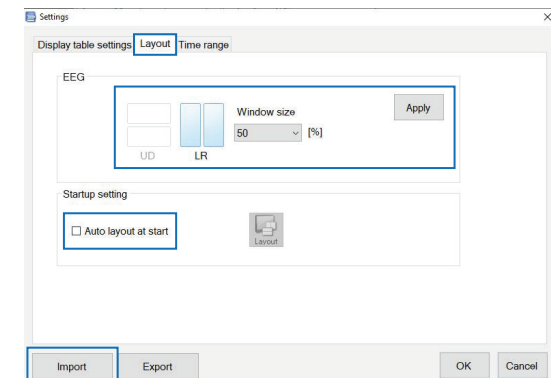 Settings
Display table settings Layout Time range
EEG
Window size
Apply
50 [%]
UD LR
Startup setting
Auto layout at start
Layout
Import Export OK Cancel